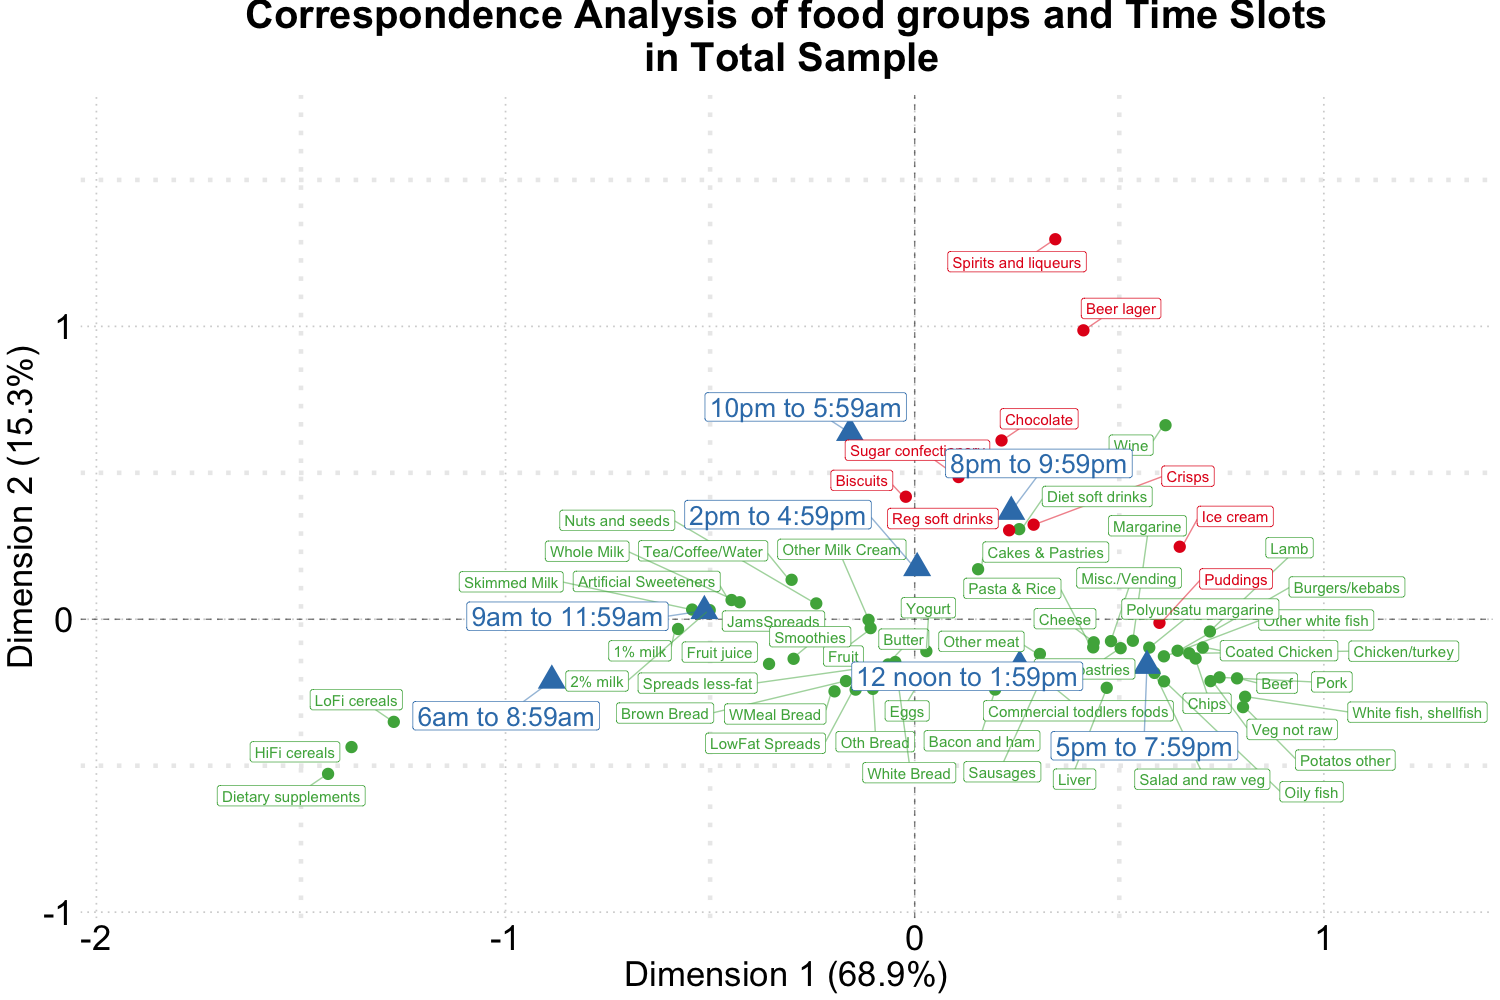 Correspondence Analysis of food groups and Time Slots
in Total Sample
Spirits and liqueurs
Beer lager
1
10pm to 5:59am
Chocolate
Wine
Sugar
8pm to 9:59pm
Biscuits
Crisps
Diet soft drinks
2pm to 4:59pm
Reg soft drinks
Ice cream
Nuts and seeds
Margarine
Whole Milk
Tea/Coffee/Water
Other Milk Cream
Cakes & Pastries
Lamb
Skimmed Milk
Artificial Sweeteners
Pasta & Rice
Misc./Vending
Puddings
Burgers/kebabs
9am to 11:59am
Yogurt
Polyunsatu margarine
0
JamsSpreads
Cheese
Other white fish
Smoothies
Butter
Other meat
1% milk
Fruit juice
Fruit
Coated Chicken
Chicken/turkey
2% milk
Spreads less-fat
12 noon to 1:59pm
Beef
Pork
LoFi cereals
6am to 8:59am
Brown Bread
WMeal Bread
Eggs
Commercial toddlers foods
Chips
White fish, shellfish
Veg not raw
HiFi cereals
LowFat Spreads
Oth Bread
Bacon and ham
5pm to 7:59pm
Potatos other
White Bread
Sausages
Liver
Salad and raw veg
Dietary supplements
Oily fish
-1
-2
-1
0
1
Dimension 1 (68.9%)
Dimension 2 (15.3%)